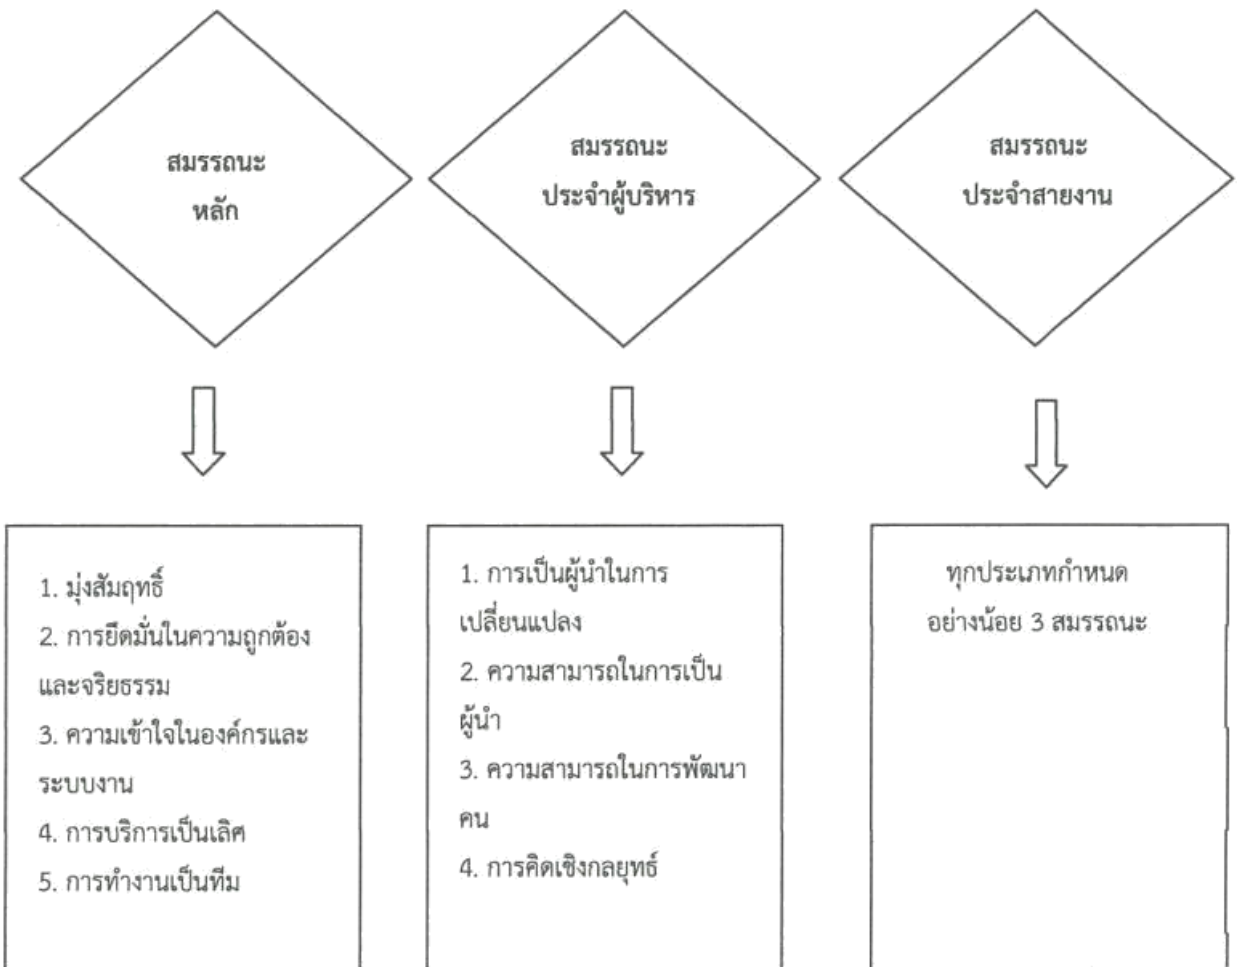 สมรรถนะ
หลัก
สมรรถนะ
ประจำผู้บริหาร
สมรรถนะ
ประจำสายงาน
1. มุ่งสัมฤทธิ์
2. การยึดมั่นในความถูกต้อง
และจริยธรรม
3. ความเข้าใจในองค์กรและ
ระบบงาน
4. การบริการเป็นเลิศ
5. การทำงานเป็นทีม
1. การเป็นผู้นำในการ
เปลี่ยนแปลง
2. ความสามารถในการเป็น
ผู้นำ
3. ความสามารถในการพัฒนา
คน
4. การคิดเชิงกลยุทธ์
ทุกประเภทกำหนด
อย่างน้อย 3 สมรรถนะ